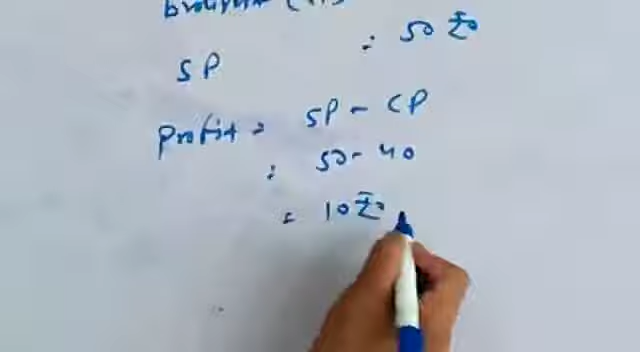 SP : 50 ₹
Profit = SP - CP
: 50 - 40
= 10 ₹